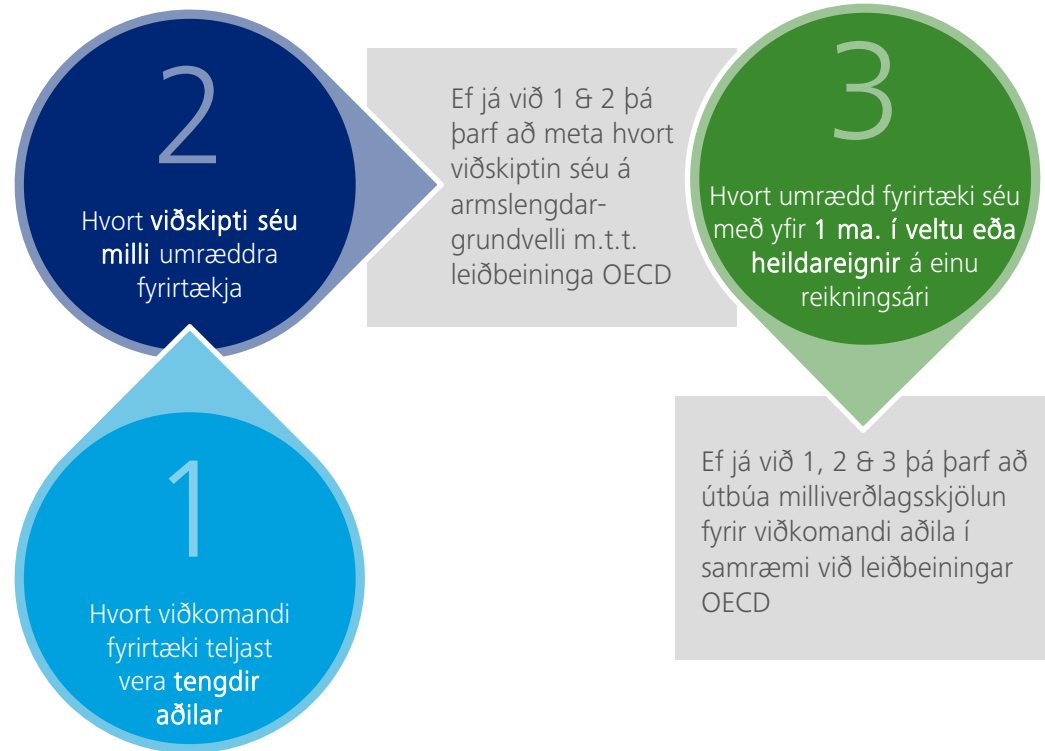 2
Hvort viðskipti séu
milli umræddra
fyrirtækja
Ef já við 1 & 2 þá
þarf að meta hvort
viðskiptin séu á
armslengdar-
grundvelli m.t.t.
leiðbeininga OECD
3
Hvort umrædd fyrirtæki séu
með yfir 1 ma. í veltu eða
heildareignir á einu
reikningsári
1
Hvort viðkomandi
fyrirtæki teljast
vera tengdir
aðilar
Ef já við 1, 2 & 3 þá þarf að
útbúa milliverðlagsskjölun
fyrir viðkomandi aðila í
samræmi við leiðbeiningar
OECD